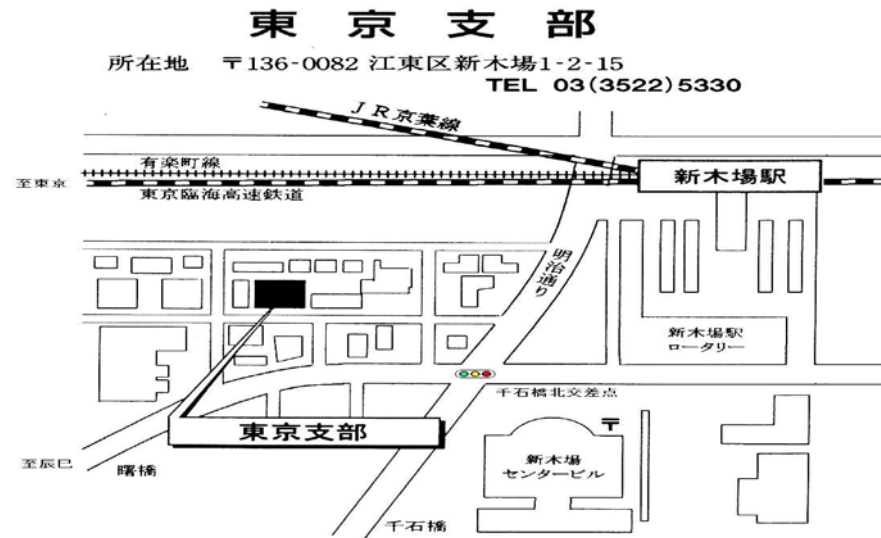 東京支部
所在地 〒136-0082 江東区新木場1-2-15
TEL 03(3522)5330
JR京葉線
有楽町線
至東京
東京臨海高速鉄道
新木場駅
明治通り
新木場駅
ロータリー
千石橋北交差点
東京支部
〒
新木場
センタービル
至辰巳
曙橋
千石橋